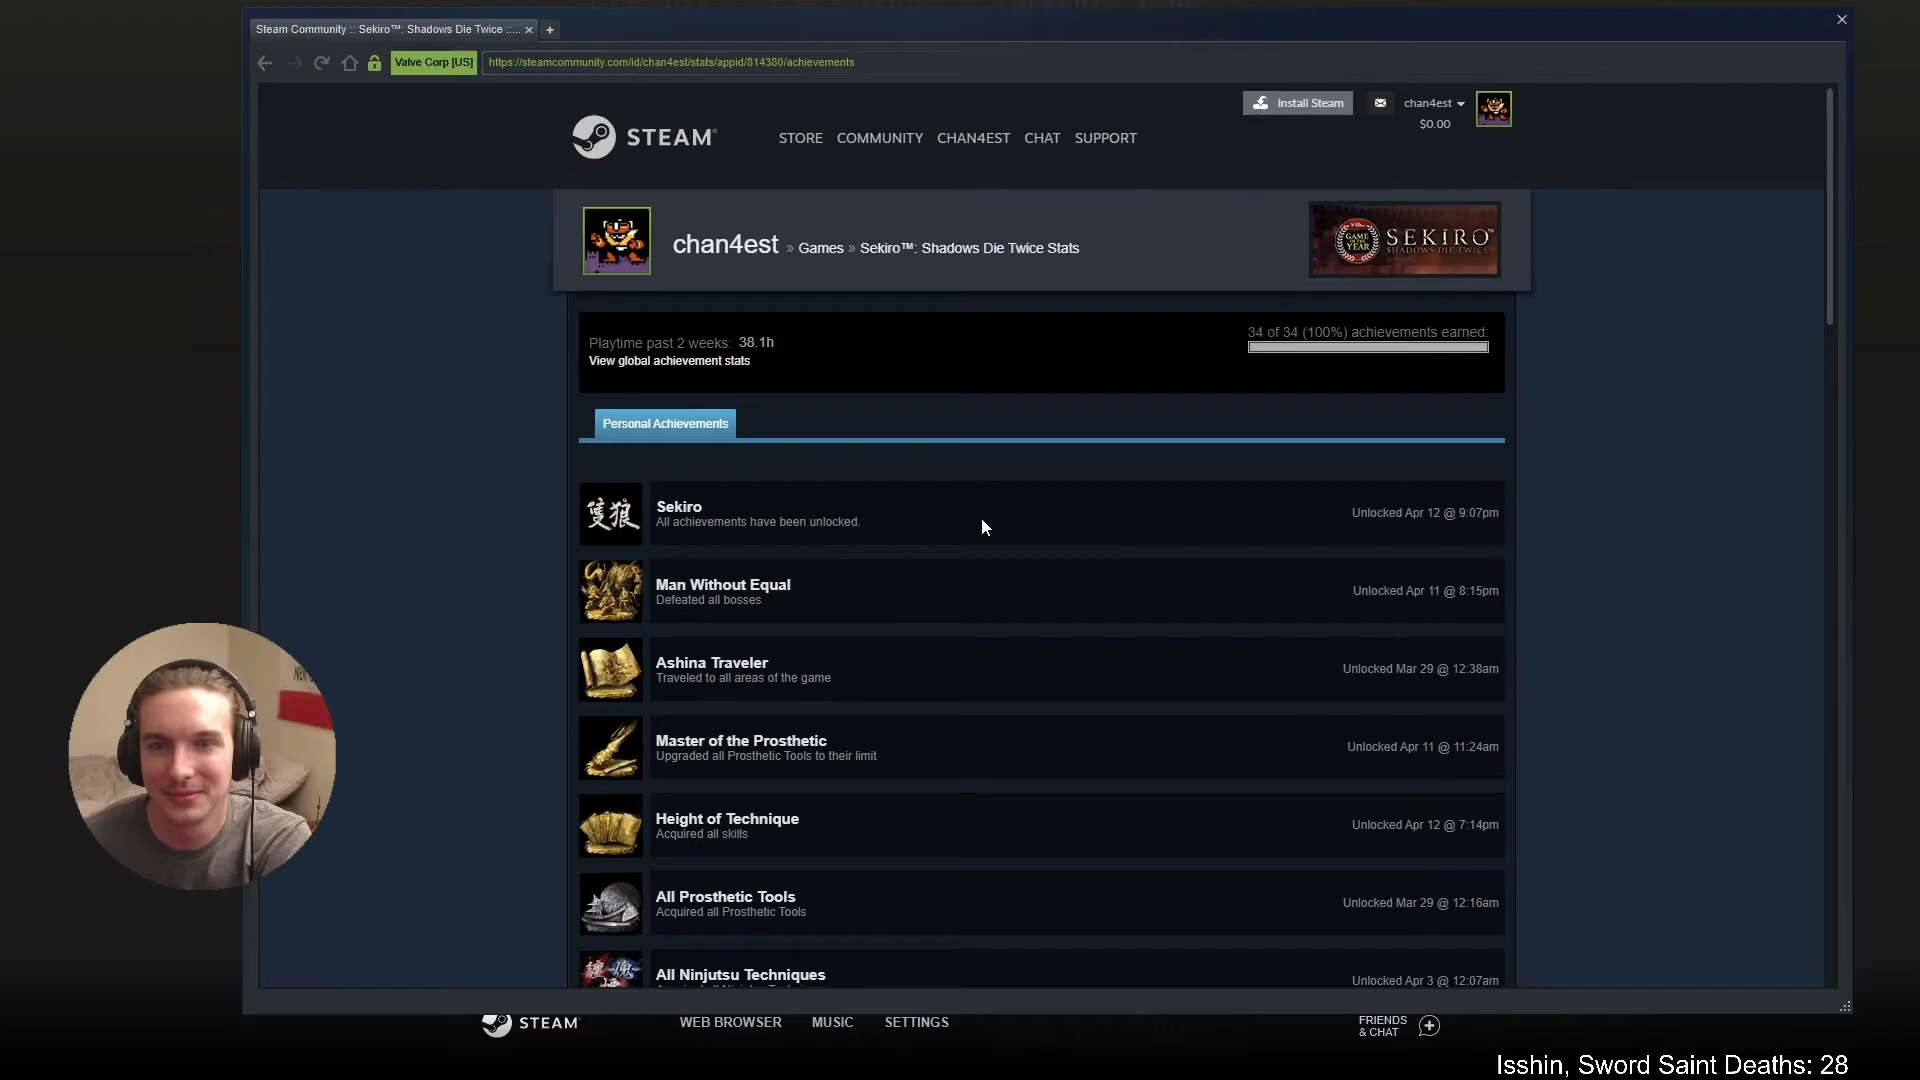 Steam Community :: Sekiro™: Shadows Die Twice ::...
Valve Corp [US]
https://steamcommunity.com/id/chan4est/stats/appid/814380/achievements
Install Steam
chan4est
$0.00
STEAM®
STORE
COMMUNITY
CHAN4EST
CHAT
SUPPORT
chan4est » Games » Sekiro™: Shadows Die Twice Stats
GAME OF THE YEAR
SEKIRO™
SHADOWS DIE TWICE
Playtime past 2 weeks: 38.1h
View global achievement stats
34 of 34 (100%) achievements earned:
Personal Achievements
隻狼
Sekiro
All achievements have been unlocked.
Unlocked Apr 12 @ 9:07pm
Man Without Equal
Defeated all bosses
Unlocked Apr 11 @ 8:15pm
Ashina Traveler
Traveled to all areas of the game
Unlocked Mar 29 @ 12:38am
Master of the Prosthetic
Upgraded all Prosthetic Tools to their limit
Unlocked Apr 11 @ 11:24am
Height of Technique
Acquired all skills
Unlocked Apr 12 @ 7:14pm
All Prosthetic Tools
Acquired all Prosthetic Tools
Unlocked Mar 29 @ 12:16am
All Ninjutsu Techniques
Unlocked Apr 3 @ 12:07am
STEAM
WEB BROWSER
MUSIC
SETTINGS
FRIENDS
& CHAT
Isshin, Sword Saint Deaths: 28